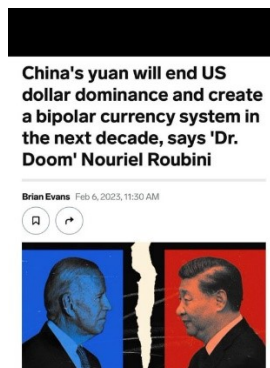 China's yuan will end US
dollar dominance and create
a bipolar currency system in
the next decade, says 'Dr.
Doom' Nouriel Roubini
Brian Evans Feb 6, 2023, 11:30 AM